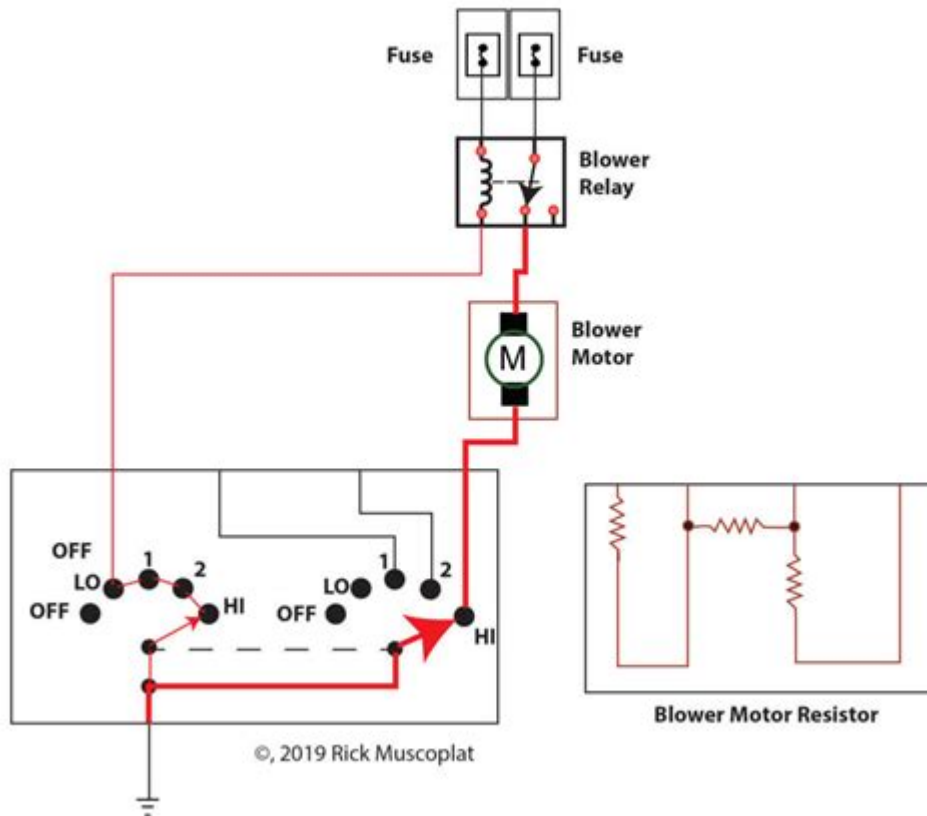 Fuse
Fuse
Blower
Relay
Blower
Motor
M
OFF
1
2
LO
HI
OFF
1
2
LO
OFF
HI
Blower Motor Resistor
©, 2019 Rick Muscoplat